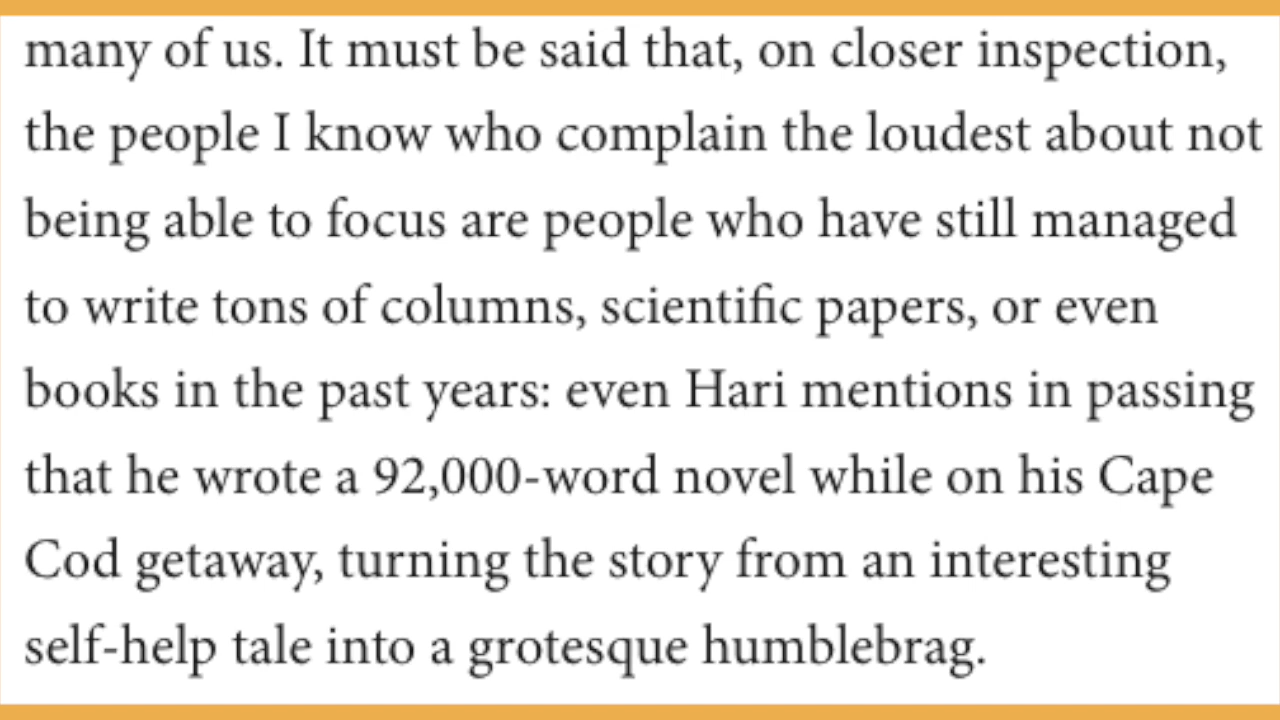 many of us. It must be said that, on closer inspection,
the people I know who complain the loudest about not
being able to focus are people who have still managed
to write tons of columns, scientific papers, or even
books in the past years: even Hari mentions in passing
that he wrote a 92,000-word novel while on his Cape
Cod getaway, turning the story from an interesting
self-help tale into a grotesque humblebrag.